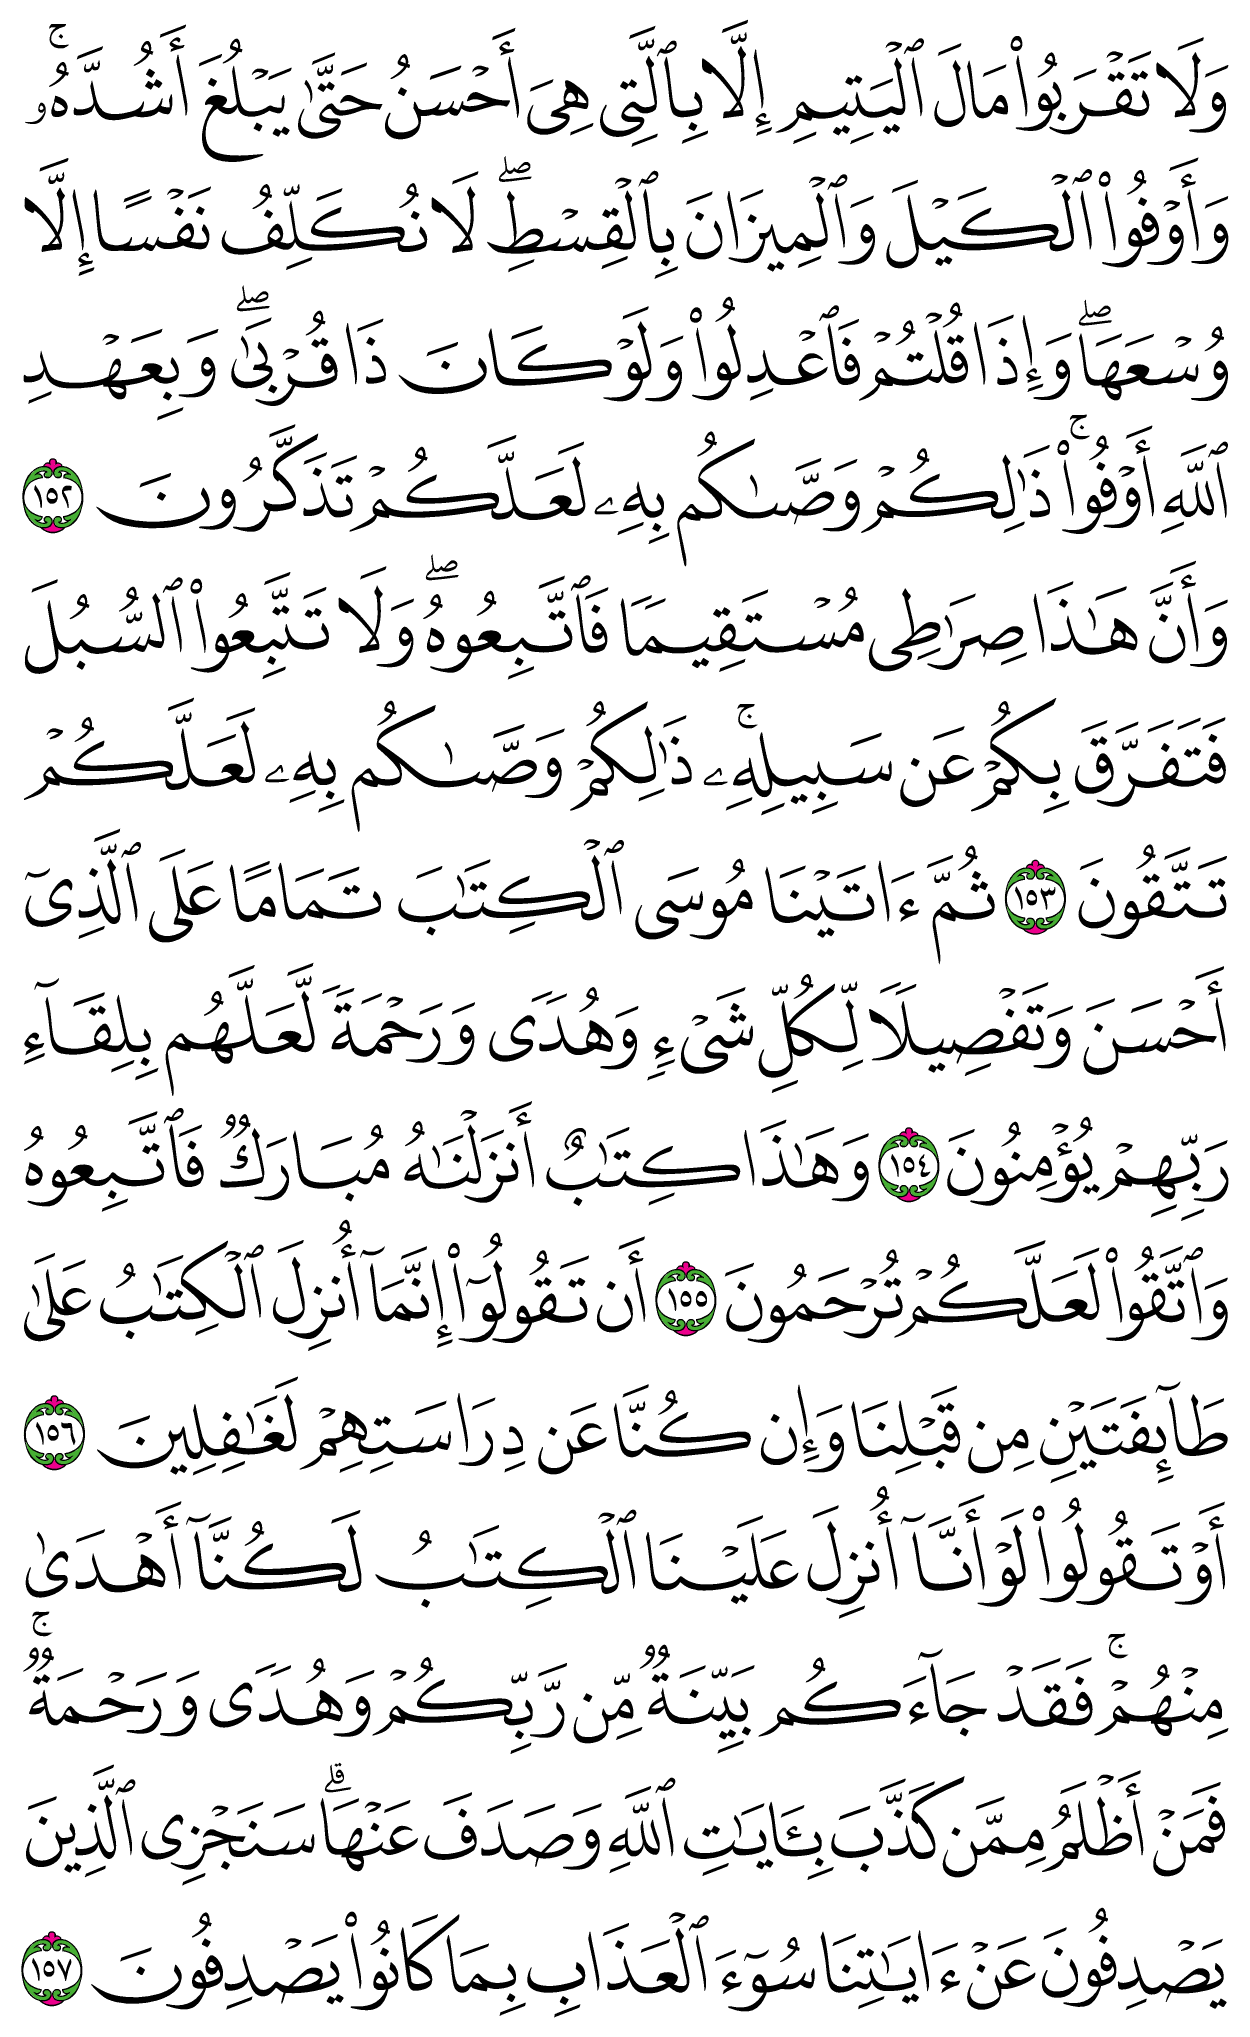 وَلَا تَقْرَبُوا۟ مَالَ ٱلْيَتِيمِ إِلَّا بِٱلَّتِى هِىَ أَحْسَنُ حَتَّىٰ يَبْلُغَ أَشُدَّهُۥ ۚ
وَأَوْفُوا۟ ٱلْكَيْلَ وَٱلْمِيزَانَ بِٱلْقِسْطِ ۖ لَا نُكَلِّفُ نَفْسًا إِلَّا
وُسْعَهَا ۖ وَإِذَا قُلْتُمْ فَٱعْدِلُوا۟ وَلَوْ كَانَ ذَا قُرْبَىٰ ۖ وَبِعَهْدِ
ٱللَّهِ أَوْفُوا۟ ۚ ذَٰلِكُمْ وَصَّىٰكُم بِهِۦ لَعَلَّكُمْ تَذَكَّرُونَ ١٥٢
وَأَنَّ هَٰذَا صِرَٰطِى مُسْتَقِيمًا فَٱتَّبِعُوهُ ۖ وَلَا تَتَّبِعُوا۟ ٱلسُّبُلَ
فَتَفَرَّقَ بِكُمْ عَن سَبِيلِهِۦ ۚ ذَٰلِكُمْ وَصَّىٰكُم بِهِۦ لَعَلَّكُمْ
تَتَّقُونَ ١٥٣ ثُمَّ ءَاتَيْنَا مُوسَى ٱلْكِتَٰبَ تَمَامًا عَلَى ٱلَّذِىٓ
أَحْسَنَ وَتَفْصِيلًا لِّكُلِّ شَىْءٍ وَهُدًى وَرَحْمَةً لَّعَلَّهُم بِلِقَآءِ
رَبِّهِمْ يُؤْمِنُونَ ١٥٤ وَهَٰذَا كِتَٰبٌ أَنزَلْنَٰهُ مُبَارَكٌ فَٱتَّبِعُوهُ
وَٱتَّقُوا۟ لَعَلَّكُمْ تُرْحَمُونَ ١٥٥ أَن تَقُولُوٓا۟ إِنَّمَآ أُنزِلَ ٱلْكِتَٰبُ عَلَىٰ
طَآئِفَتَيْنِ مِن قَبْلِنَا وَإِن كُنَّا عَن دِرَاسَتِهِمْ لَغَٰفِلِينَ ١٥٦
أَوْ تَقُولُوا۟ لَوْ أَنَّآ أُنزِلَ عَلَيْنَا ٱلْكِتَٰبُ لَكُنَّآ أَهْدَىٰ
مِنْهُمْ ۚ فَقَدْ جَآءَكُم بَيِّنَةٌ مِّن رَّبِّكُمْ وَهُدًى وَرَحْمَةٌ ۚ
فَمَنْ أَظْلَمُ مِمَّن كَذَّبَ بِـَٔايَٰتِ ٱللَّهِ وَصَدَفَ عَنْهَا ۗ سَنَجْزِى ٱلَّذِينَ
يَصْدِفُونَ عَنْ ءَايَٰتِنَا سُوٓءَ ٱلْعَذَابِ بِمَا كَانُوا۟ يَصْدِفُونَ ١٥٧